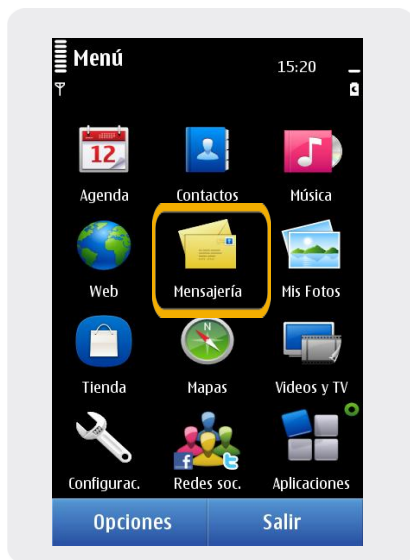 Menú
15:20
12
Agenda
Contactos
Música
Web
Mensajería
Mis Fotos
N
Tienda
Mapas
Videos y TV
f
t
Configurac.
Redes soc.
Aplicaciones
Opciones
Salir